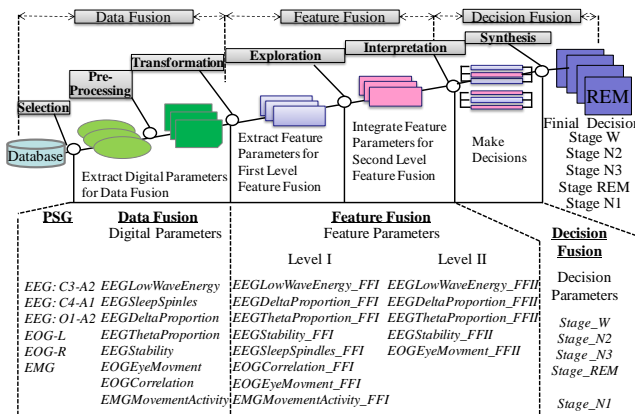 Data Fusion
Feature Fusion
Decision Fusion
Synthesis
Interpretation
Exploration
Transformation
Pre-
Processing
Selection
REM
Database
Extract Digital Parameters
for Data Fusion
Extract Feature
Parameters for
First Level
Feature Fusion
Integrate Feature
Parameters for
Second Level
Feature Fusion
Make
Decisions
Finial Decision
Stage W
Stage N2
Stage N3
Stage REM
Stage N1
PSG
EEG: C3-A2
EEG: C4-A1
EEG: O1-A2
EOG-L
EOG-R
EMG
Data Fusion
Digital Parameters
EEGLowWaveEnergy
EEGSleepSpinles
EEGDeltaProportion
EEGThetaProportion
EEGStability
EOGEyeMovment
EOGCorrelation
EMGMovementActivity
Feature Fusion
Feature Parameters
Level I
EEGLowWaveEnergy_FFI
EEGDeltaProportion_FFI
EEGThetaProportion_FFI
EEGStability_FFI
EEGSleepSpindles_FFI
EOGCorrelation_FFI
EOGEyeMovment_FFI
EMGMovementActivity_FFI
Level II
EEGLowWaveEnergy_FFII
EEGDeltaProportion_FFII
EEGThetaProportion_FFII
EEGStability_FFII
EOGEyeMovment_FFII
Decision
Fusion
Decision
Parameters
Stage_W
Stage_N2
Stage_N3
Stage_REM
Stage_N1